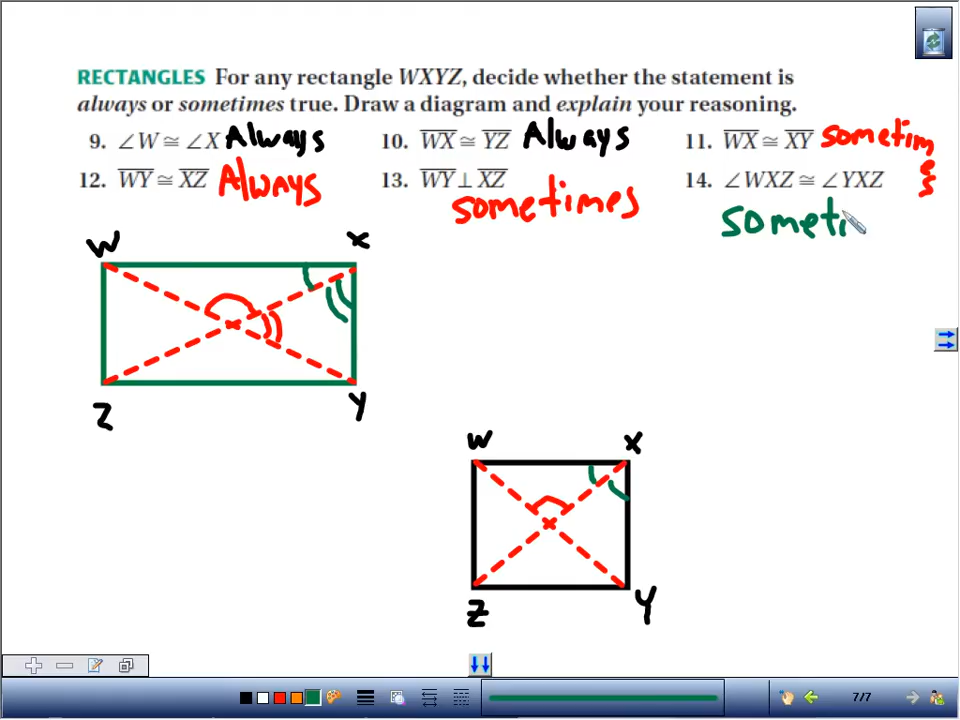 RECTANGLES For any rectangle WXYZ, decide whether the statement is
always or sometimes true. Draw a diagram and explain your reasoning.
9. ∠W ≅ ∠X Always
10. W̅X̅ ≅ Y̅Z̅ Always
11. W̅X̅ ≅ X̅Y̅ sometimes
12. W̅Y̅ ≅ X̅Z̅ Always
13. W̅Y̅ ⊥ X̅Z̅
sometimes
14. ∠WXZ ≅ ∠YXZ
someti
W X
Z Y
W X
Z Y
7/7